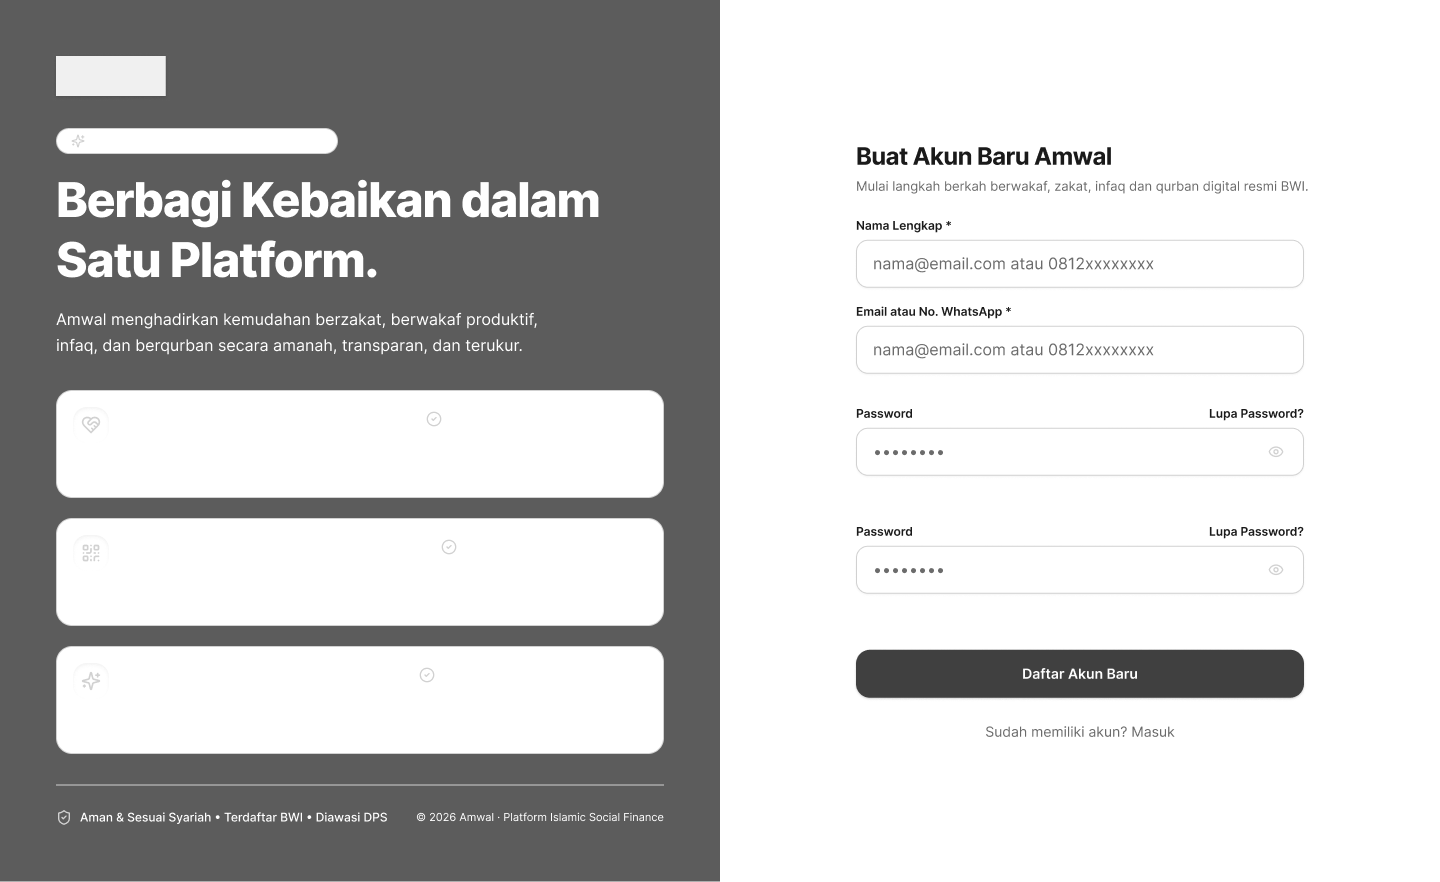 Berbagi Kebaikan dalam
Satu Platform.
Amwal menghadirkan kemudahan berzakat, berwakaf produktif,
infaq, dan berqurban secara amanah, transparan, dan terukur.
Aman & Sesuai Syariah • Terdaftar BWI • Diawasi DPS
© 2026 Amwal · Platform Islamic Social Finance
Buat Akun Baru Amwal
Mulai langkah berkah berwakaf, zakat, infaq dan qurban digital resmi BWI.
Nama Lengkap *
nama@email.com atau 0812xxxxxxxx
Email atau No. WhatsApp *
nama@email.com atau 0812xxxxxxxx
Password Lupa Password?
••••••••
Password Lupa Password?
••••••••
Daftar Akun Baru
Sudah memiliki akun? Masuk